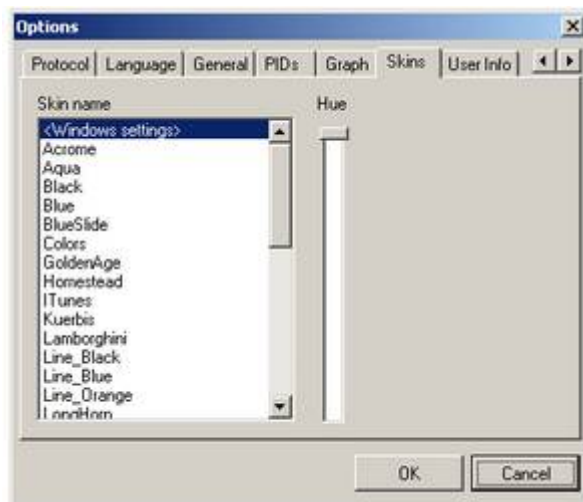 Options
Protocol Language General PIDs Graph Skins User Info
Skin name Hue
<Windows settings>
Acrome
Aqua
Black
Blue
BlueSlide
Colors
GoldenAge
Homestead
ITunes
Kuerbis
Lamborghini
Line_Black
Line_Blue
Line_Orange
LongHorn
OK Cancel